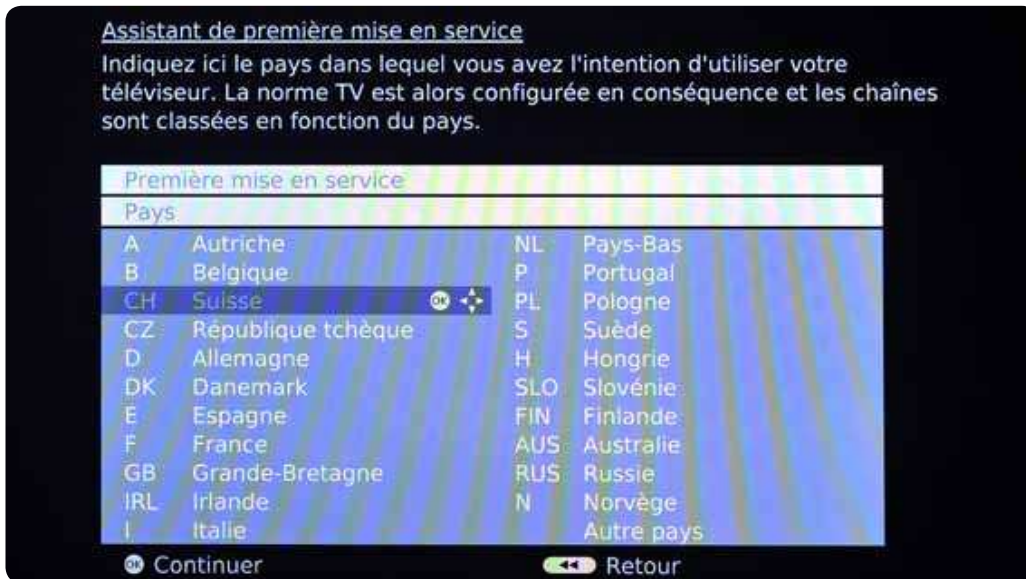 Assistant de première mise en service
Indiquez ici le pays dans lequel vous avez l'intention d'utiliser votre
téléviseur. La norme TV est alors configurée en conséquence et les chaînes
sont classées en fonction du pays.
Première mise en service
Pays
A Autriche
B Belgique
CH Suisse OK
CZ République tchèque
D Allemagne
DK Danemark
E Espagne
F France
GB Grande-Bretagne
IRL Irlande
I Italie
NL Pays-Bas
P Portugal
PL Pologne
S Suède
H Hongrie
SLO Slovénie
FIN Finlande
AUS Australie
RUS Russie
N Norvège
Autre pays
OK Continuer
Retour